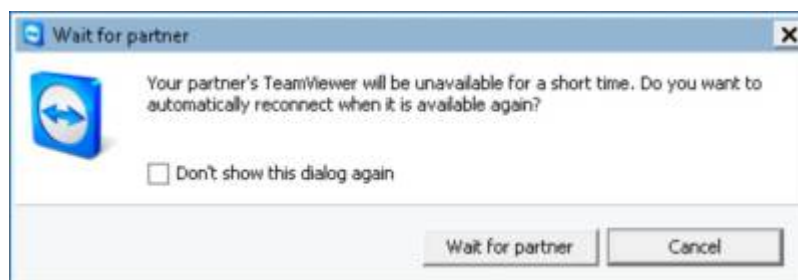 Wait for partner
Your partner's TeamViewer will be unavailable for a short time. Do you want to
automatically reconnect when it is available again?
Don't show this dialog again
Wait for partner
Cancel